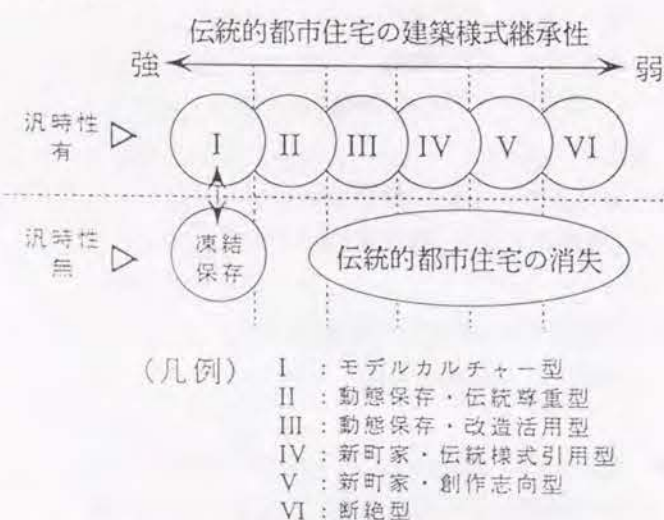 伝統的都市住宅の建築様式継承性
強 弱
汎時性
有
I II III IV V VI
汎時性
無
凍結
保存
伝統的都市住宅の消失
(凡例)
I : モデルカルチャー型
II : 動態保存・伝統尊重型
III : 動態保存・改造活用型
IV : 新町家・伝統様式引用型
V : 新町家・創作志向型
VI : 断絶型